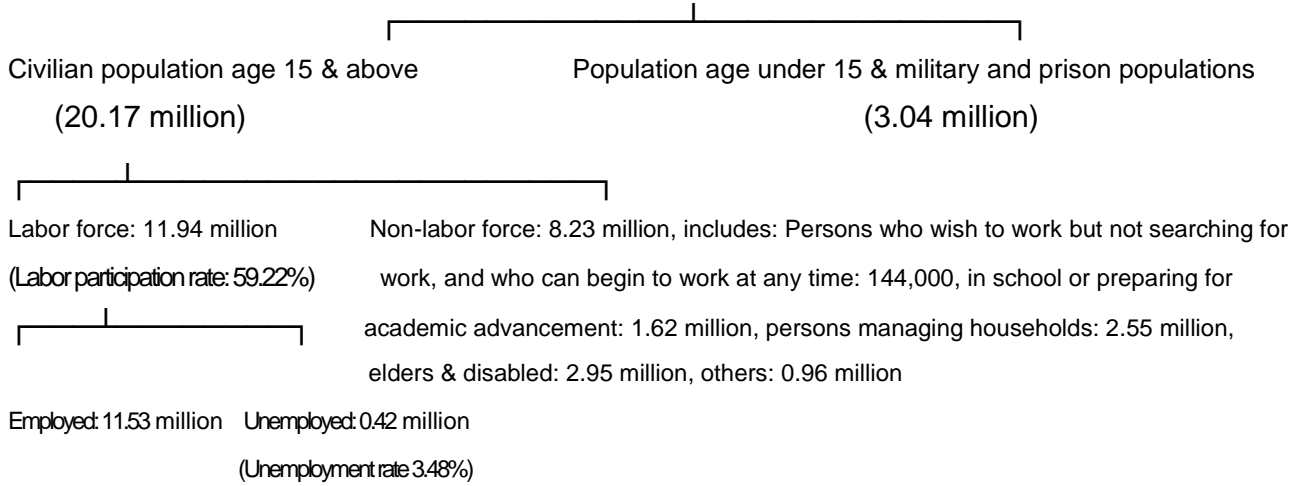 Civilian population age 15 & above
Population age under 15 & military and prison populations
(20.17 million)
(3.04 million)
Labor force: 11.94 million
Non-labor force: 8.23 million, includes: Persons who wish to work but not searching for
(Labor participation rate: 59.22%)
work, and who can begin to work at any time: 144,000, in school or preparing for
academic advancement: 1.62 million, persons managing households: 2.55 million,
elders & disabled: 2.95 million, others: 0.96 million
Employed: 11.53 million
Unemployed: 0.42 million
(Unemployment rate 3.48%)